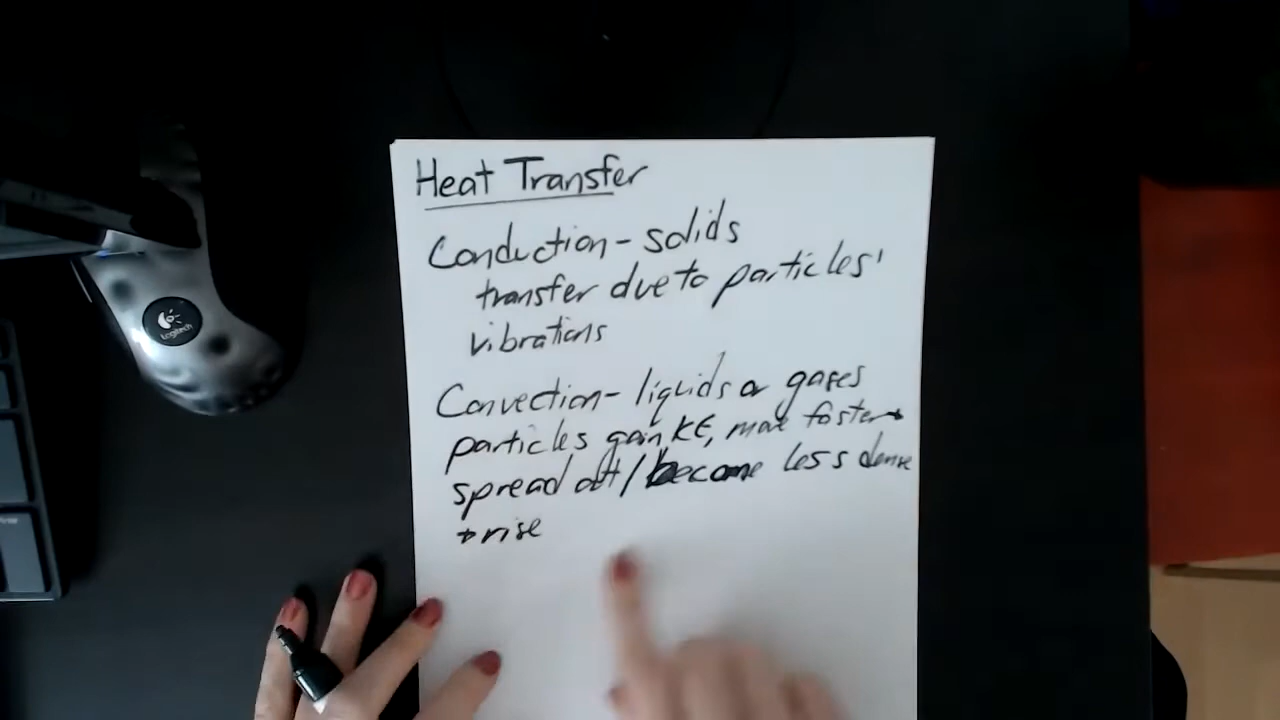 Heat Transfer
Conduction - solids
transfer due to particles'
vibrations
Convection - liquids or gases
particles gain KE, move faster +
spread out / become less dense
+ rise
Logitech